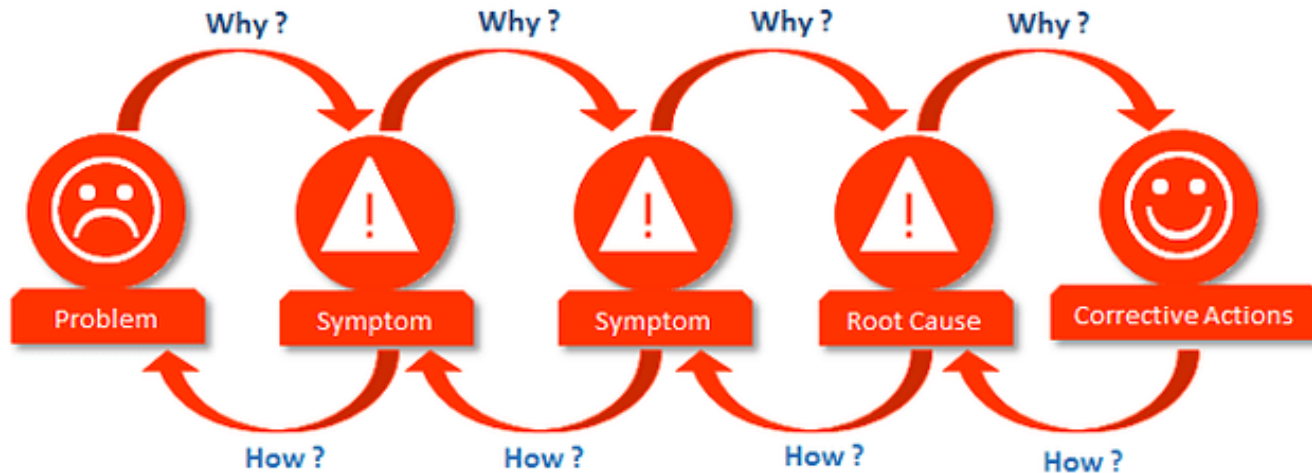 Why ?
Why ?
Why ?
Why ?
!
!
!
Problem
Symptom
Symptom
Root Cause
Corrective Actions
How ?
How ?
How ?
How ?